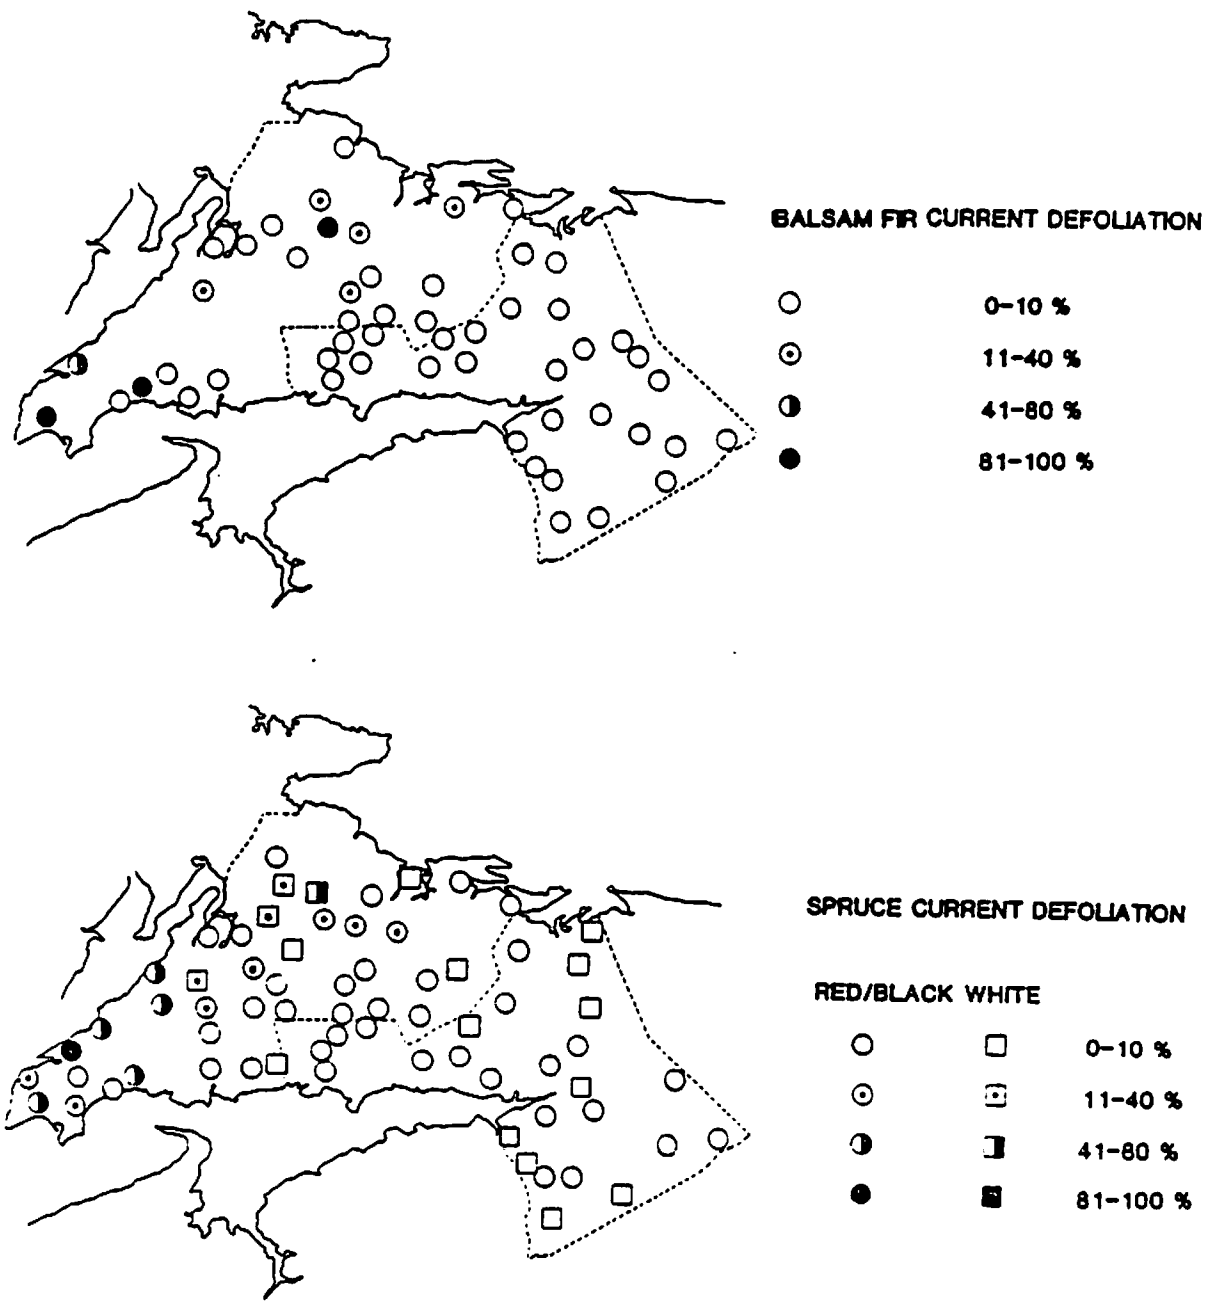 BALSAM FIR CURRENT DEFOLIATION
0-10 %
11-40 %
41-80 %
81-100 %
SPRUCE CURRENT DEFOLIATION
RED/BLACK WHITE
0-10 %
11-40 %
41-80 %
81-100 %